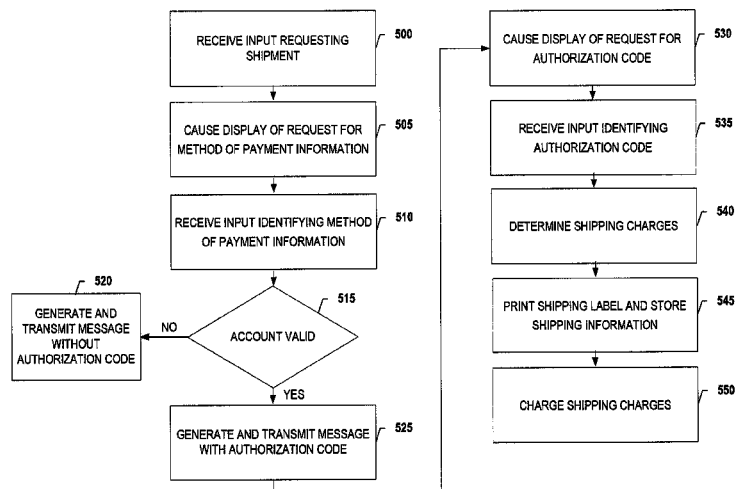 RECEIVE INPUT REQUESTING
SHIPMENT
500
CAUSE DISPLAY OF REQUEST FOR
METHOD OF PAYMENT INFORMATION
505
RECEIVE INPUT IDENTIFYING METHOD
OF PAYMENT INFORMATION
510
ACCOUNT VALID
515
NO
520
GENERATE AND
TRANSMIT MESSAGE
WITHOUT
AUTHORIZATION CODE
YES
GENERATE AND TRANSMIT MESSAGE
WITH AUTHORIZATION CODE
525
CAUSE DISPLAY OF REQUEST FOR
AUTHORIZATION CODE
530
RECEIVE INPUT IDENTIFYING
AUTHORIZATION CODE
535
DETERMINE SHIPPING CHARGES
540
PRINT SHIPPING LABEL AND STORE
SHIPPING INFORMATION
545
CHARGE SHIPPING CHARGES
550